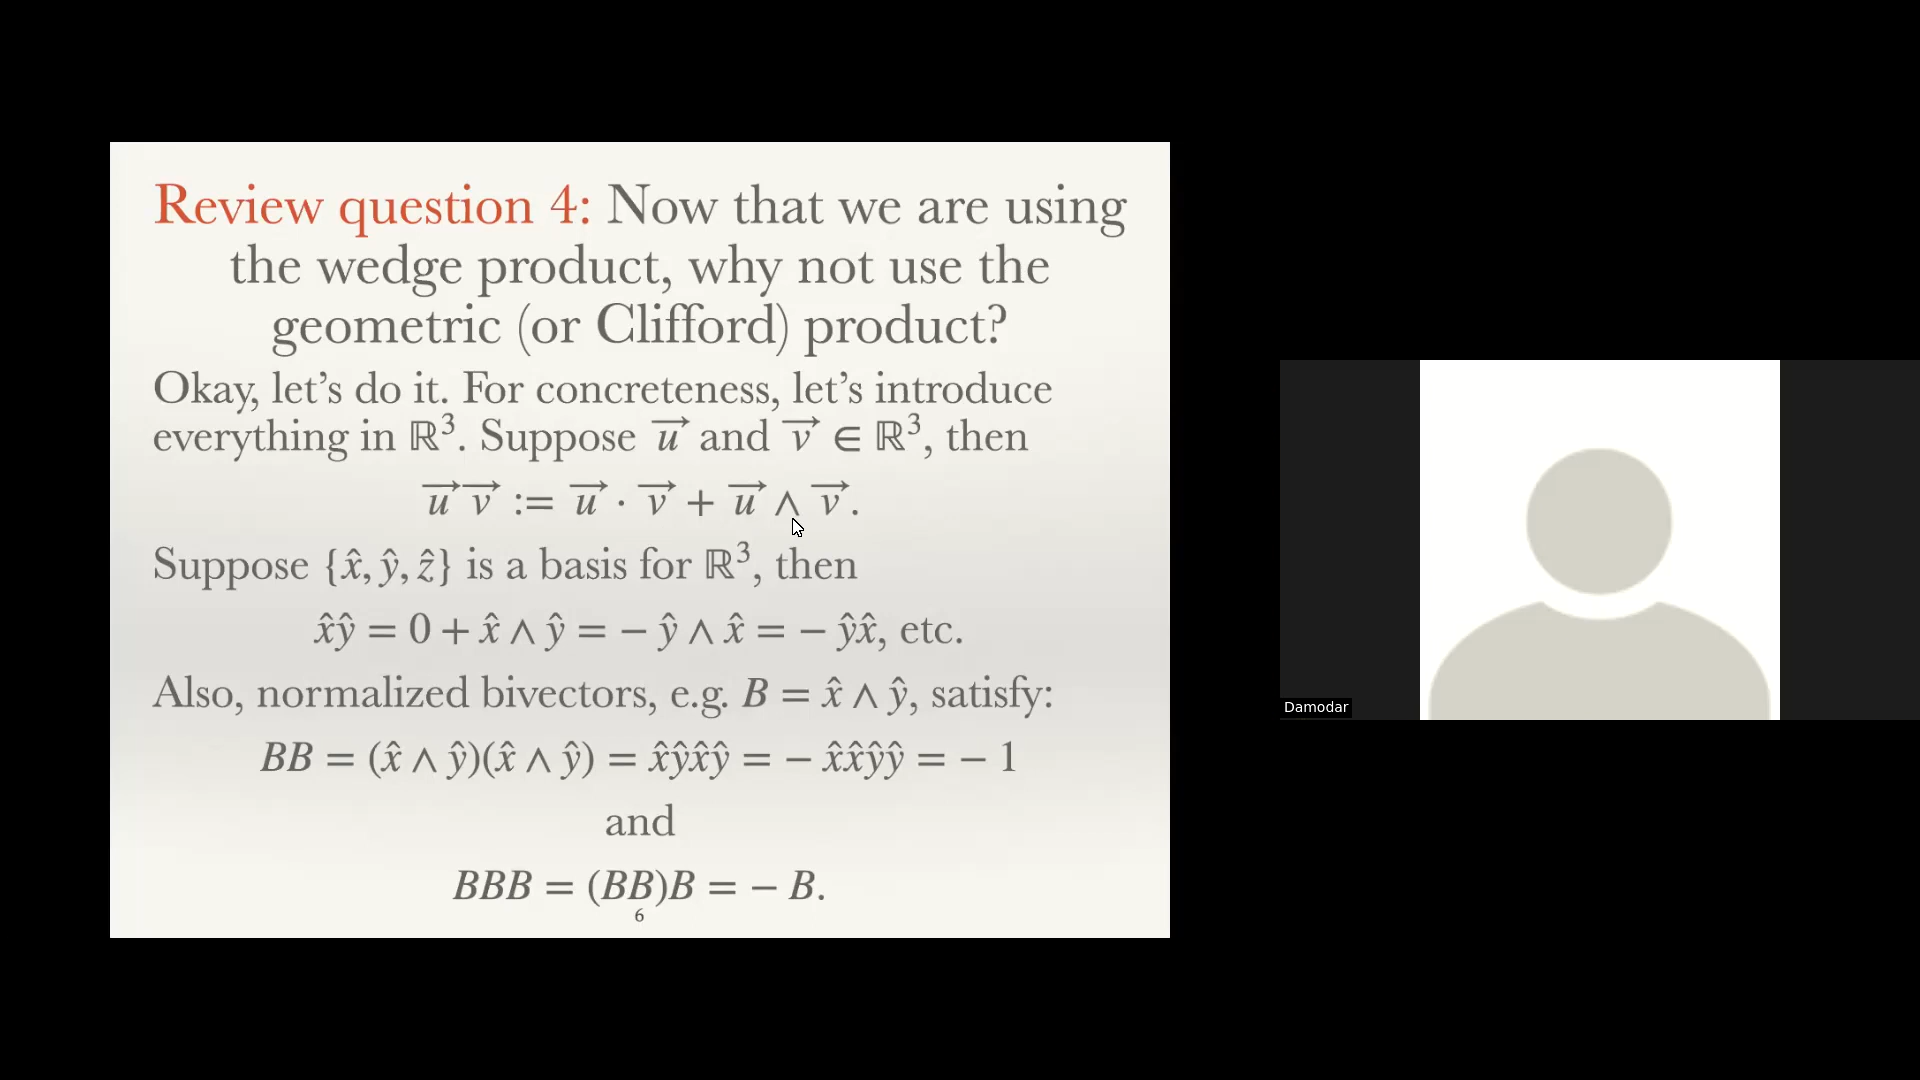 Review question 4: Now that we are using
the wedge product, why not use the
geometric (or Clifford) product?
Okay, let’s do it. For concreteness, let’s introduce
everything in ℝ³. Suppose u⃗ and v⃗ ∈ ℝ³, then
u⃗ v⃗ := u⃗ · v⃗ + u⃗ ∧ v⃗.
Suppose {x̂, ŷ, ẑ} is a basis for ℝ³, then
x̂ŷ = 0 + x̂ ∧ ŷ = − ŷ ∧ x̂ = − ŷx̂, etc.
Also, normalized bivectors, e.g. B = x̂ ∧ ŷ, satisfy:
BB = (x̂ ∧ ŷ)(x̂ ∧ ŷ) = x̂ŷx̂ŷ = − x̂x̂ŷŷ = − 1
and
BBB = (BB)B = − B.
6
Damodar